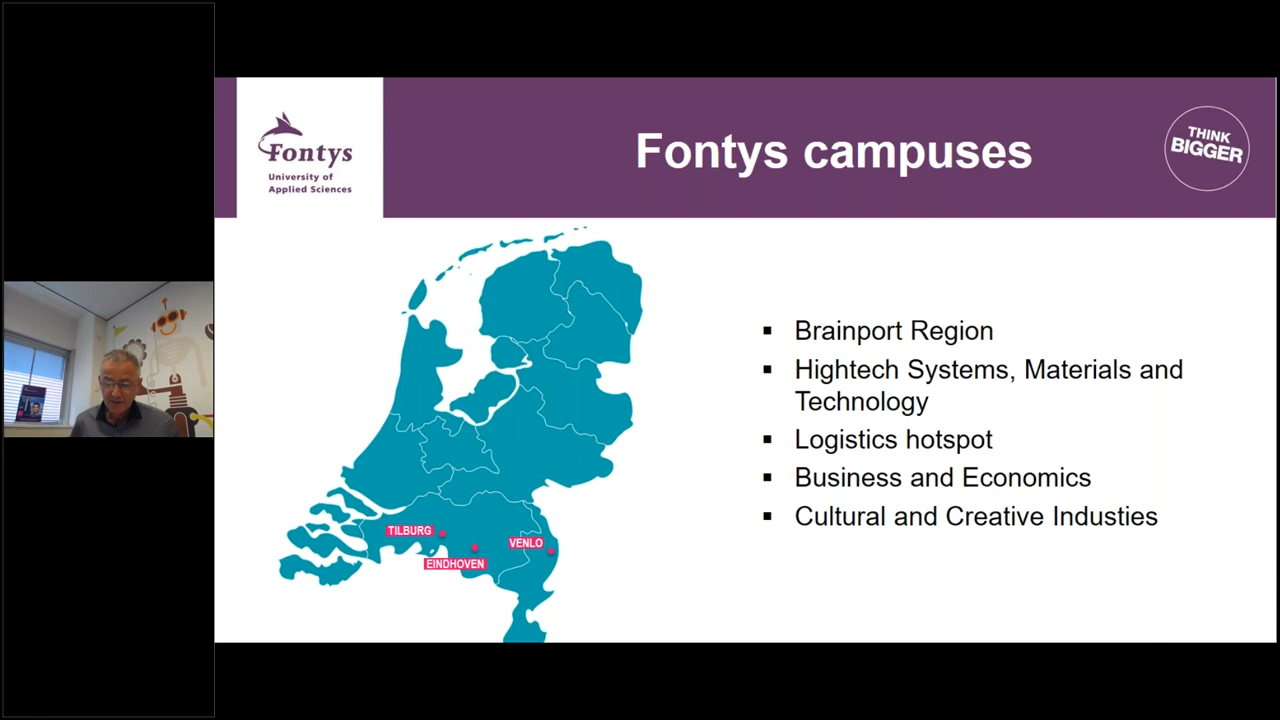 Fontys
University of
Applied Sciences
Fontys campuses
THINK
BIGGER
▪ Brainport Region
▪ Hightech Systems, Materials and
Technology
▪ Logistics hotspot
▪ Business and Economics
▪ Cultural and Creative Industies
TILBURG
EINDHOVEN
VENLO